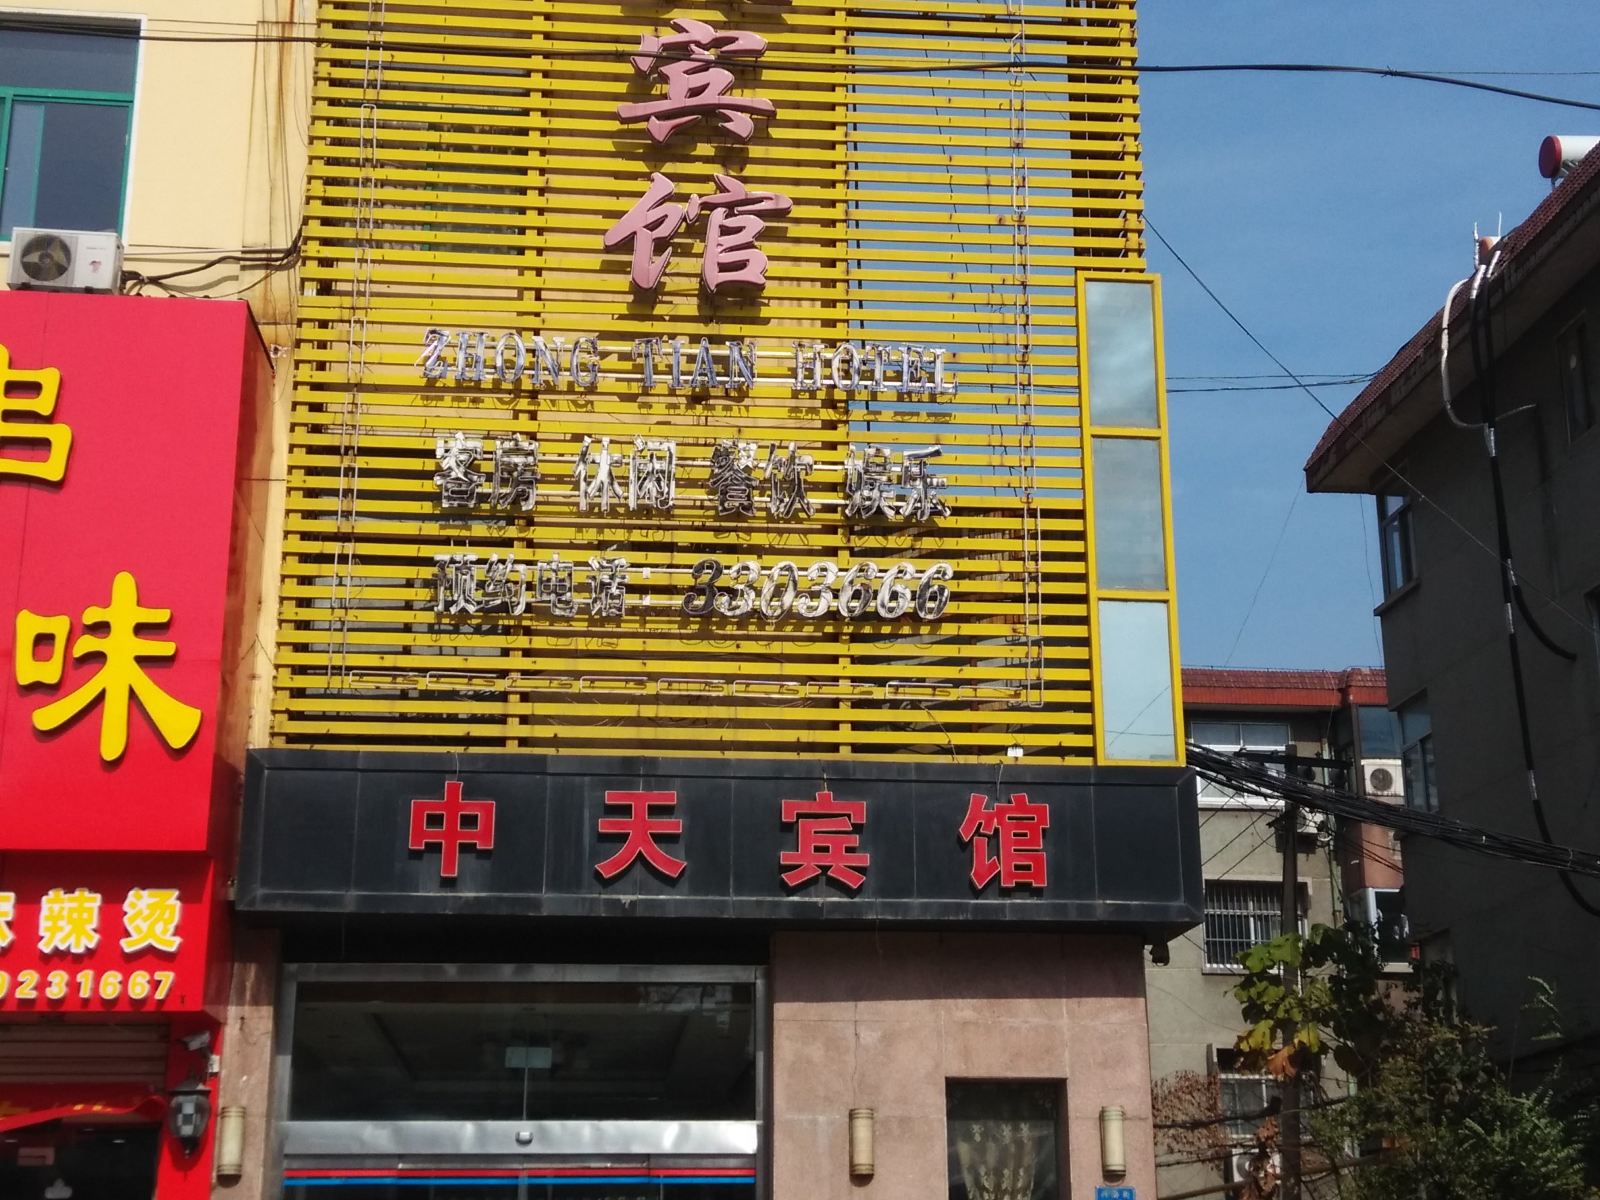 宾馆
ZHONG TIAN HOTEL
客房 休闲 餐饮 娱乐
预约电话: 3303666
中天宾馆
串
味
辣烫
9231667